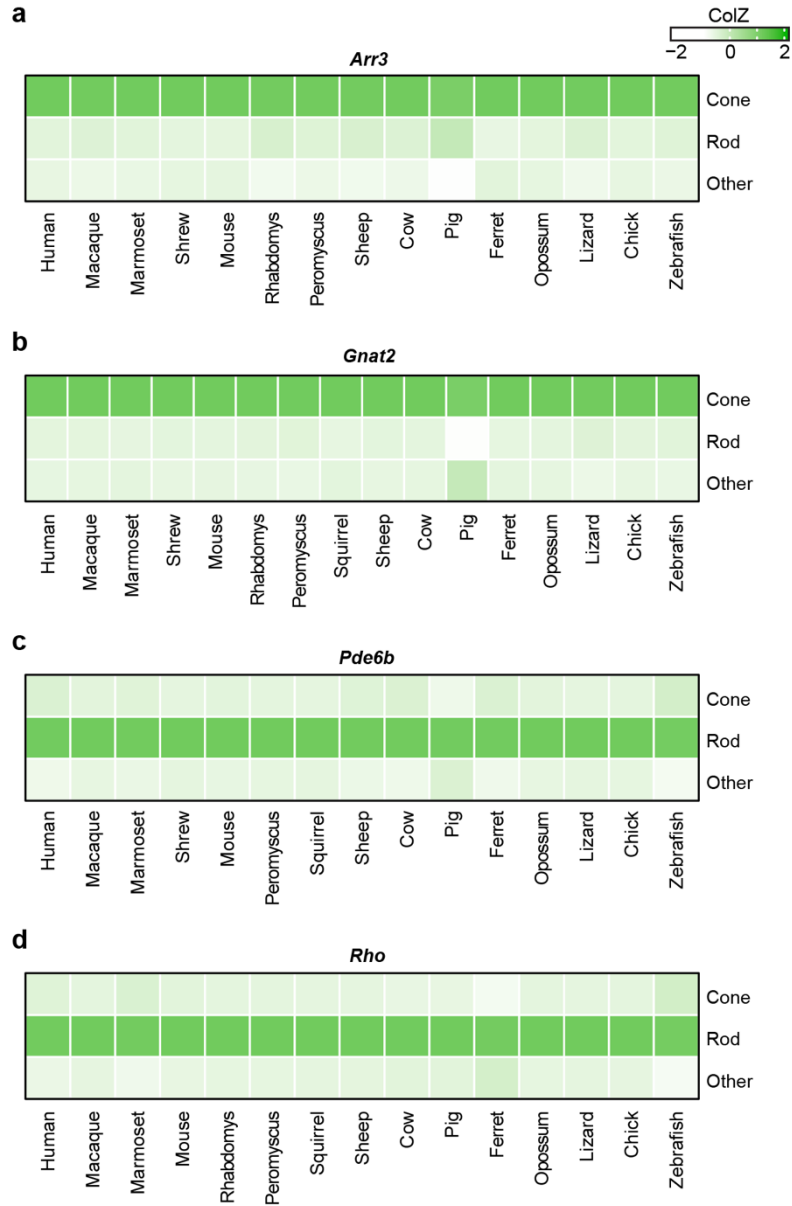 a
ColZ
−2 0 2
Arr3
Cone
Rod
Other
Human Macaque Marmoset Shrew Mouse Rhabdomys Peromyscus Sheep Cow Pig Ferret Opossum Lizard Chick Zebrafish
b
Gnat2
Cone
Rod
Other
Human Macaque Marmoset Shrew Mouse Rhabdomys Peromyscus Squirrel Sheep Cow Pig Ferret Opossum Lizard Chick Zebrafish
c
Pde6b
Cone
Rod
Other
Human Macaque Marmoset Shrew Mouse Peromyscus Squirrel Sheep Cow Pig Ferret Opossum Lizard Chick Zebrafish
d
Rho
Cone
Rod
Other
Human Macaque Marmoset Mouse Rhabdomys Peromyscus Squirrel Sheep Cow Pig Ferret Opossum Lizard Chick Zebrafish